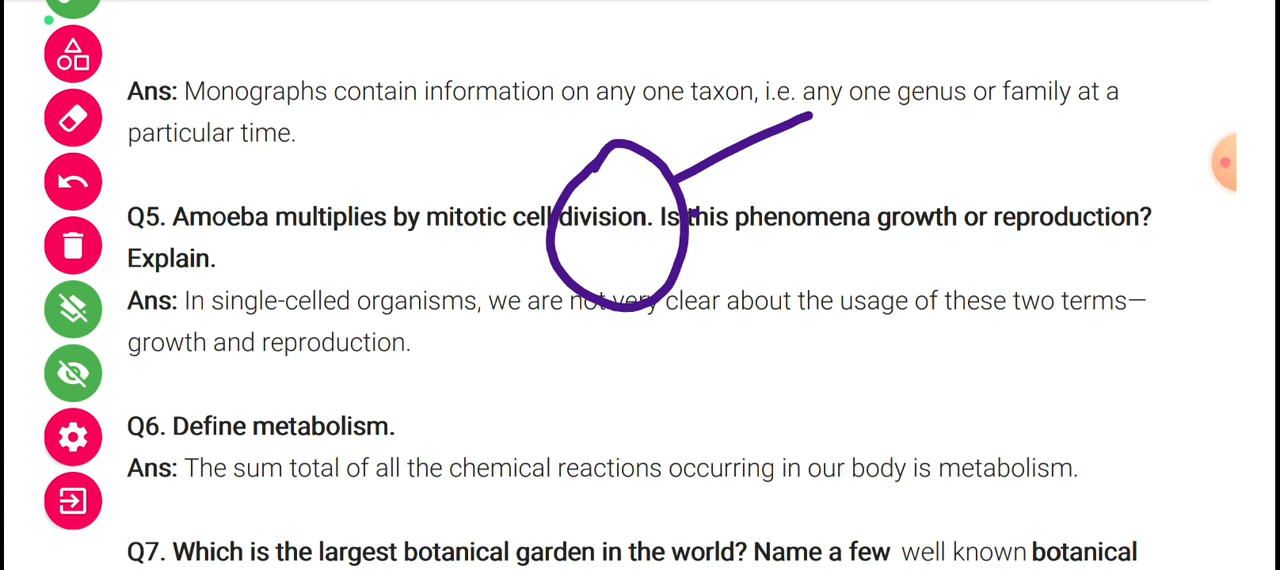 Ans: Monographs contain information on any one taxon, i.e. any one genus or family at a
particular time.
Q5. Amoeba multiplies by mitotic cell division. Is this phenomena growth or reproduction?
Explain.
Ans: In single-celled organisms, we are not very clear about the usage of these two terms—
growth and reproduction.
Q6. Define metabolism.
Ans: The sum total of all the chemical reactions occurring in our body is metabolism.
Q7. Which is the largest botanical garden in the world? Name a few well known botanical